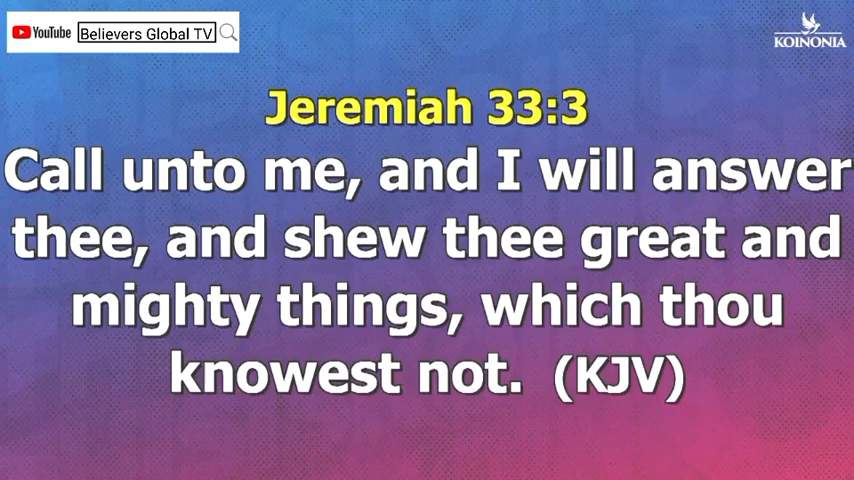 YouTube Believers Global TV
KOINONIA
Jeremiah 33:3
Call unto me, and I will answer
thee, and shew thee great and
mighty things, which thou
knowest not. (KJV)